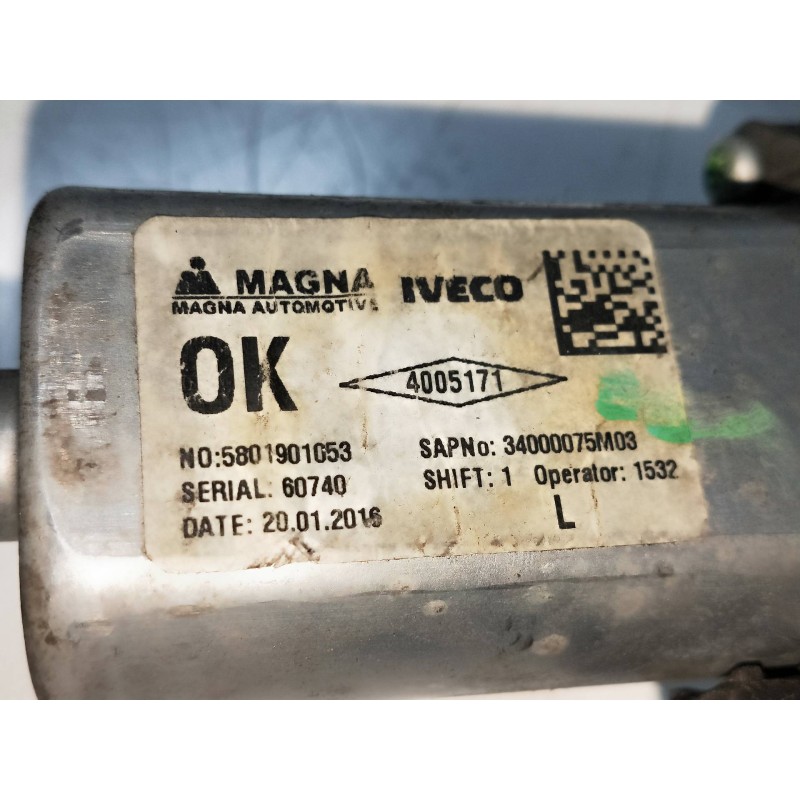 MAGNA IVECO
MAGNA AUTOMOTIVE
OK
4005171
NO:5801901053 SAPNo: 34000075M03
SERIAL: 60740 SHIFT: 1 Operator: 1532
DATE: 20.01.2016 L